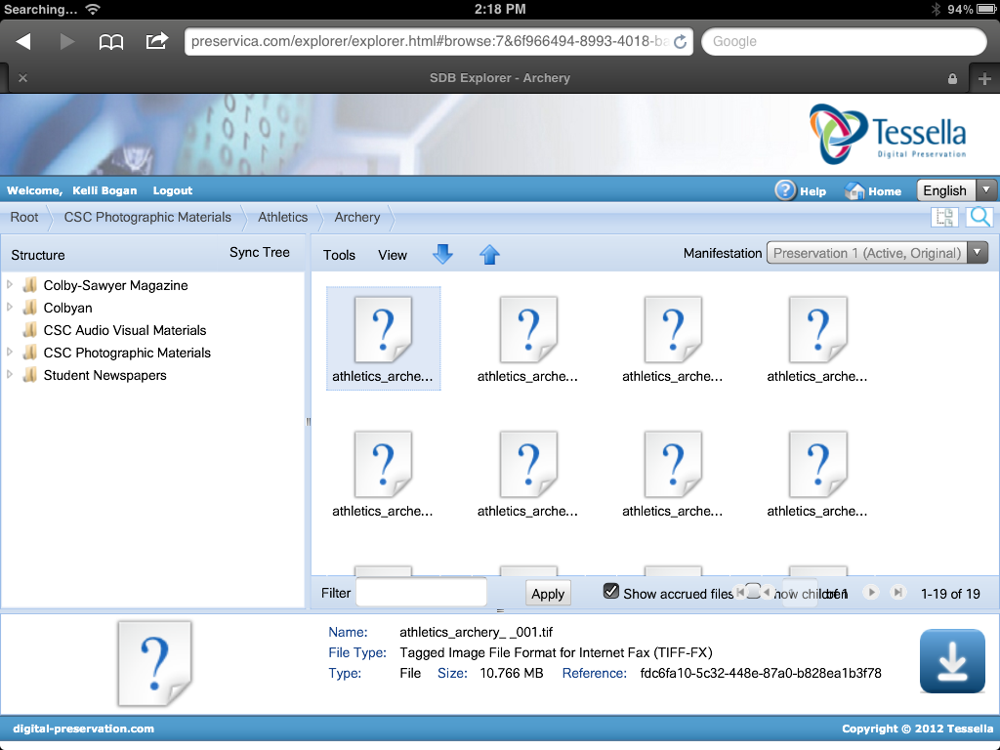 Searching... 2:18 PM 94%
preservica.com/explorer/explorer.html#browse:7&6f966494-8993-4018-ba Google
SDB Explorer - Archery
Tessella
Digital Preservation
Welcome, Kelli Bogan Logout ? Help Home English
Root CSC Photographic Materials Athletics Archery
Structure Sync Tree Tools View Manifestation Preservation 1 (Active, Original)
Colby-Sawyer Magazine
Colbyan
CSC Audio Visual Materials
CSC Photographic Materials
Student Newspapers
? ? ? ?
athletics_arche... athletics_arche... athletics_arche... athletics_arche...
? ? ? ?
athletics_arche... athletics_arche... athletics_arche... athletics_arche...
Filter Apply Show accrued files 1-19 of 19
?
Name: athletics_archery_ _001.tif
File Type: Tagged Image File Format for Internet Fax (TIFF-FX)
Type: File Size: 10.766 MB Reference: fdc6fa10-5c32-448e-87a0-b828ea1b3f78
digital-preservation.com Copyright © 2012 Tessella